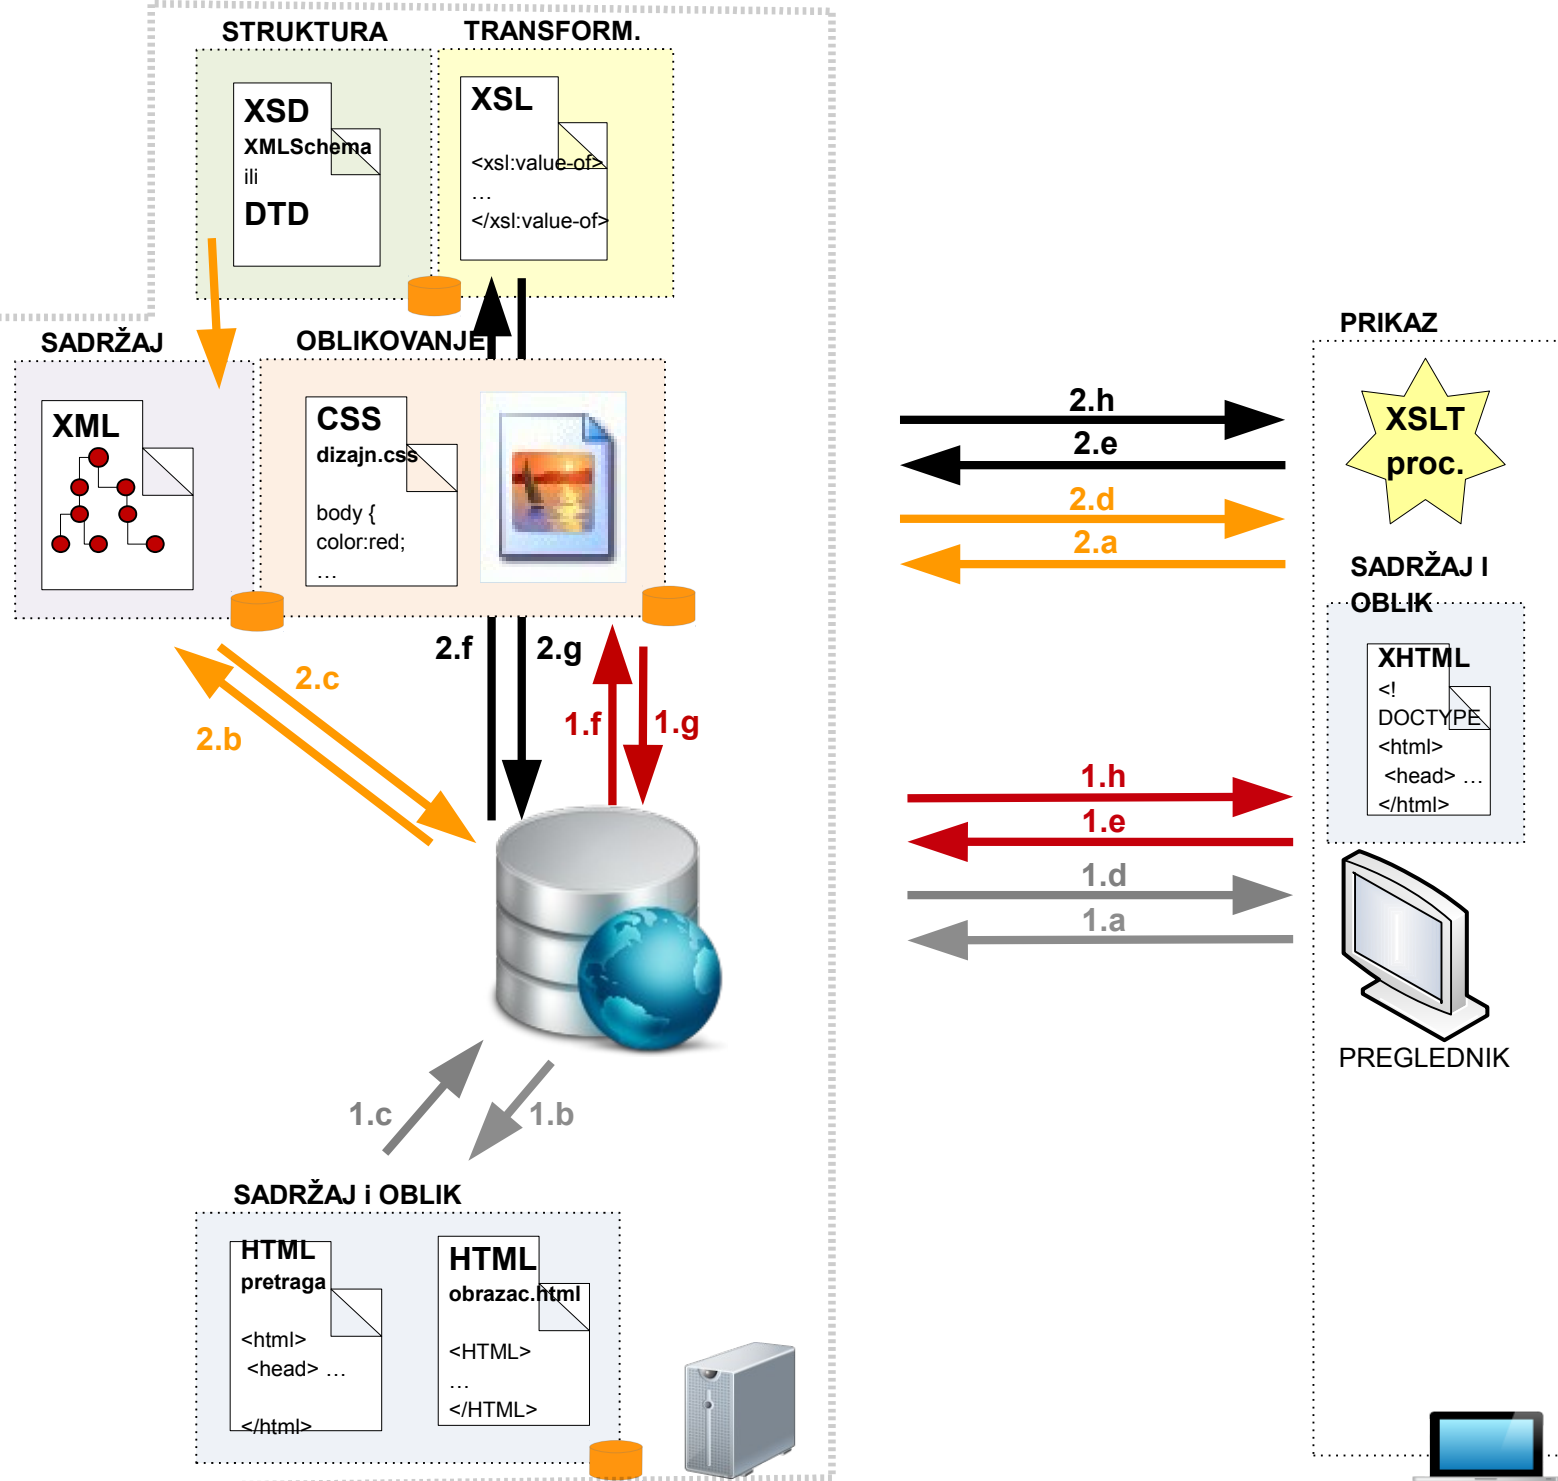 STRUKTURA
TRANSFORM.
XSD
XMLSchema
ili
DTD
XSL
<xsl:value-of>
…
</xsl:value-of>
SADRŽAJ
OBLIKOVANJE
XML
CSS
dizajn.css
body {
color:red;
…
2.f
2.g
2.c
2.b
1.f
1.g
1.c
1.b
SADRŽAJ i OBLIK
HTML
pretraga
<html>
<head> …
</html>
HTML
obrazac.html
<HTML>
…
</HTML>
2.h
2.e
2.d
2.a
1.h
1.e
1.d
1.a
PRIKAZ
XSLT
proc.
SADRŽAJ I
OBLIK
XHTML
<!
DOCTYPE
<html>
<head> …
</html>
PREGLEDNIK